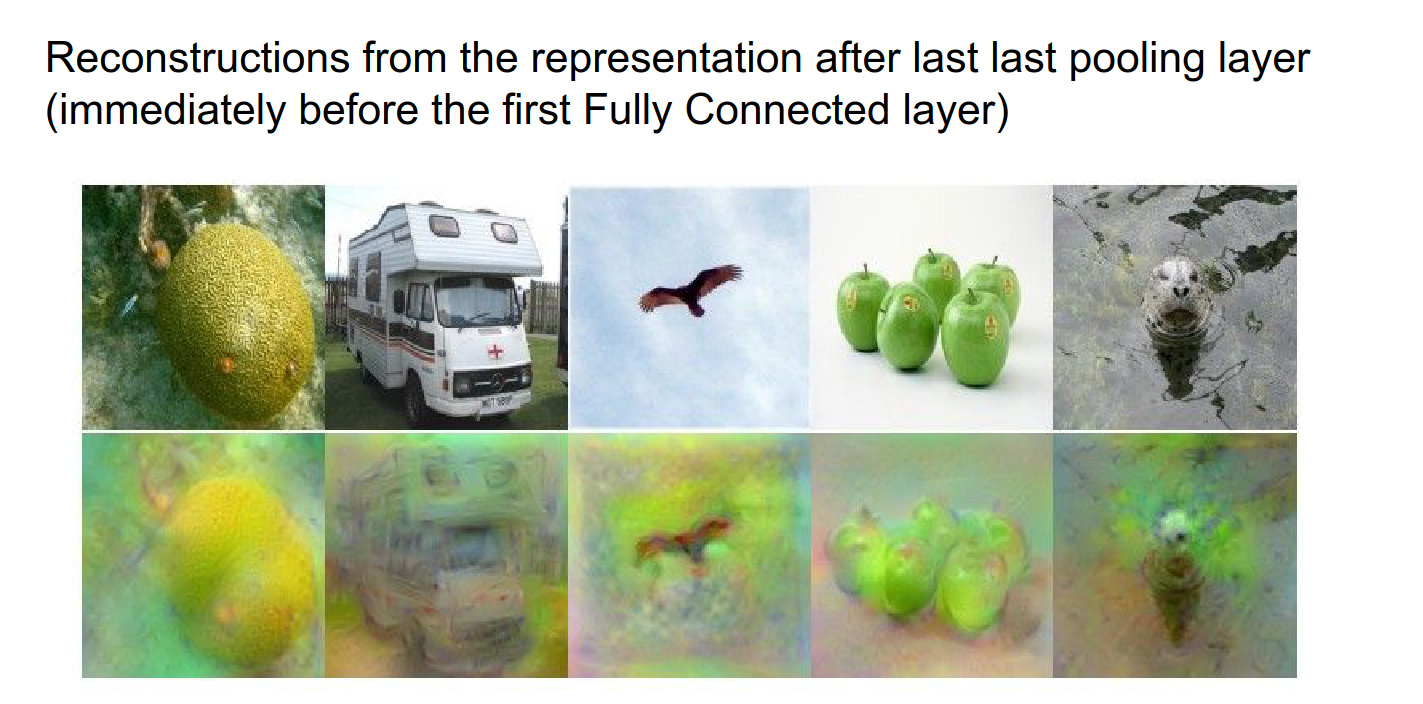 Reconstructions from the representation after last last pooling layer
(immediately before the first Fully Connected layer)